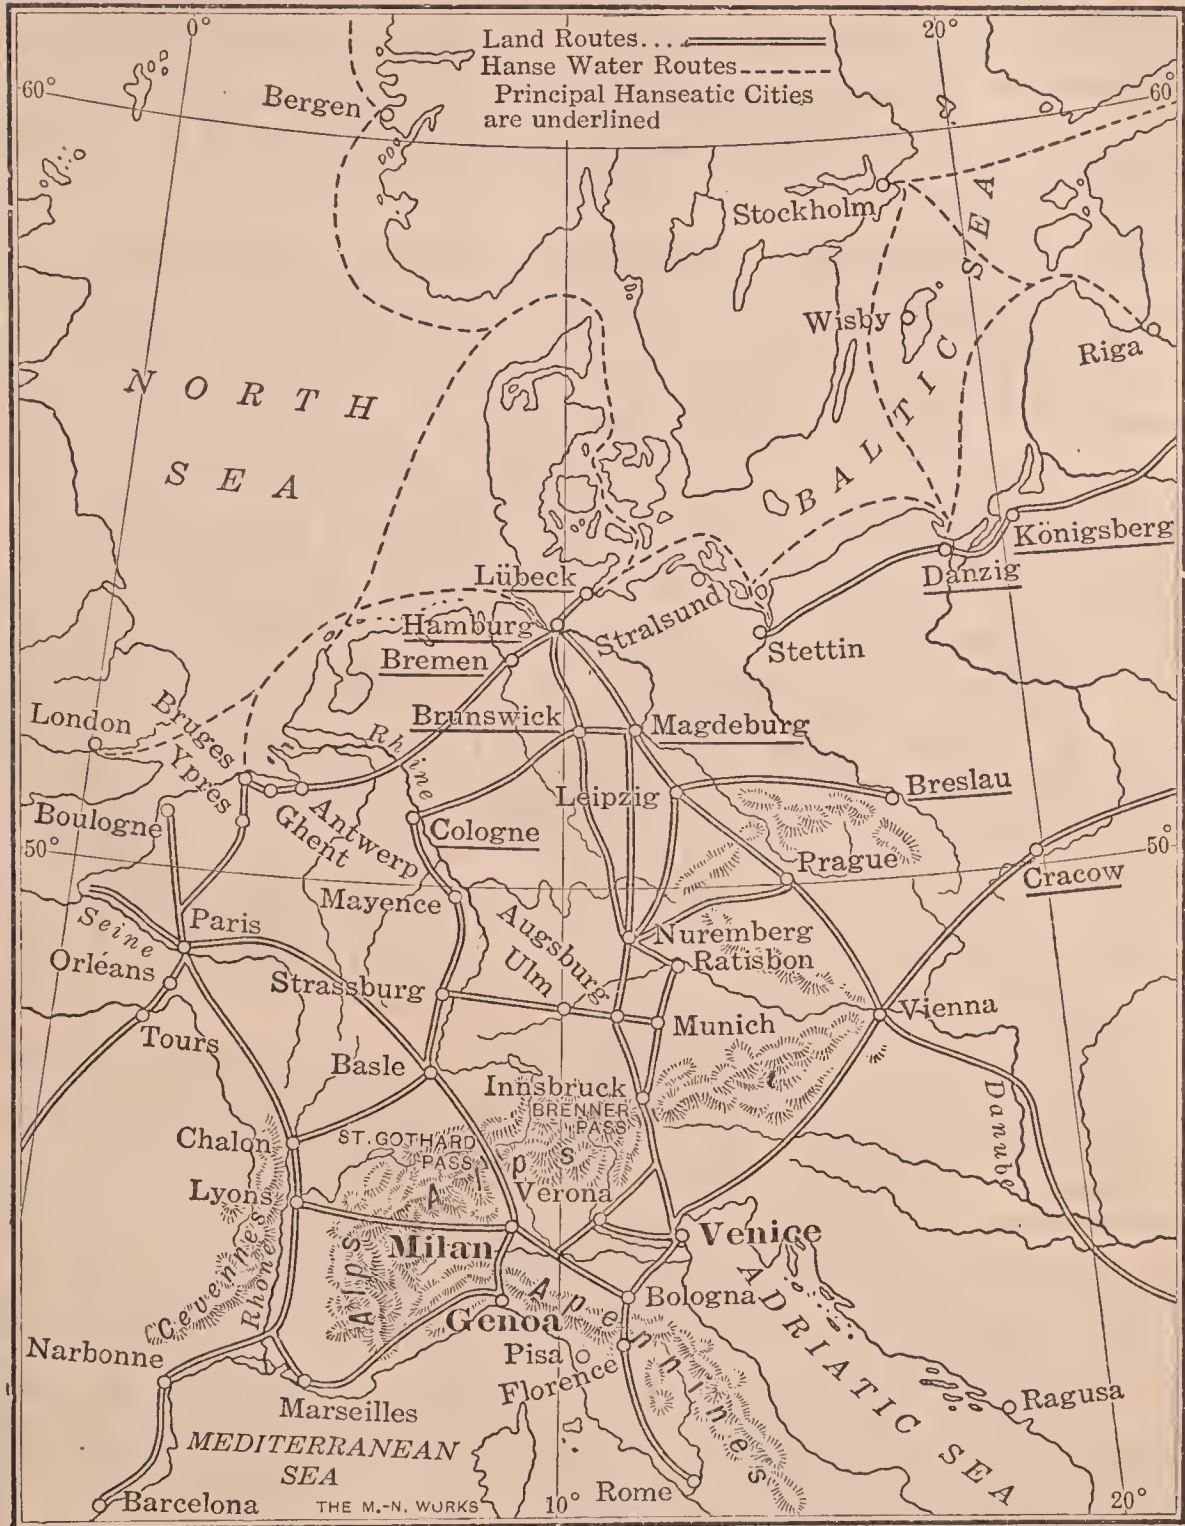 0°
20°
Land Routes....
Hanse Water Routes
Principal Hanseatic Cities
are underlined
60°
60°
Bergen
Stockholm
Wisby
Riga
NORTH
SEA
BALTIC SEA
Königsberg
Danzig
Lübeck
Hamburg
Stralsund
Stettin
Bremen
London
Bruges
Ypres
Rhine
Brunswick
Magdeburg
Boulogne
Ghent
Antwerp
Cologne
Leipzig
Breslau
50°
50°
Prague
Cracow
Mayence
Seine
Paris
Augsburg
Ulm
Nuremberg
Ratisbon
Orléans
Strassburg
Munich
Vienna
Tours
Basle
Innsbruck
BRENNER
PASS
Dannube
Chalon
ST. GOTHARD
PASS
Alps
Lyons
Verona
Milan
Venice
Cevennes
Rhone
Alps
Genoa
Apennines
Bologna
ADRIATIC SEA
Narbonne
Pisa
Florence
Ragusa
Marseilles
MEDITERRANEAN
SEA
Barcelona
THE M.-N. WORKS
10°
Rome
20°